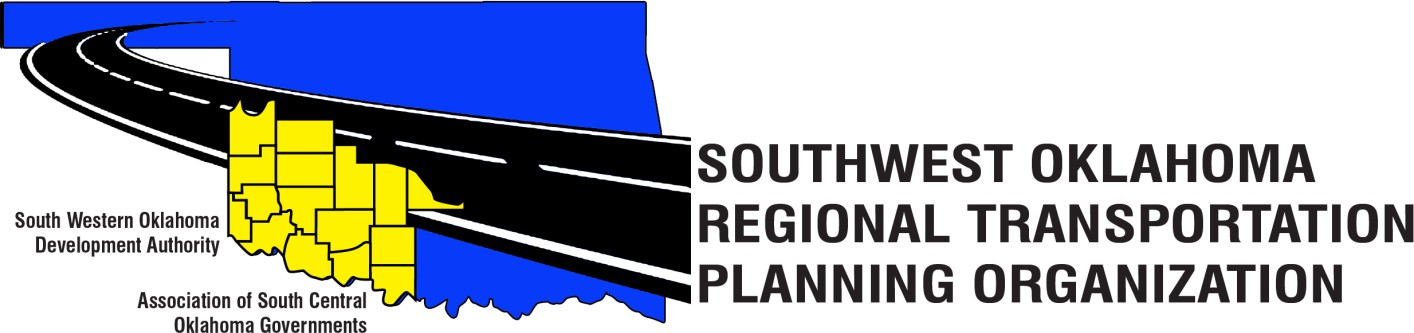 South Western Oklahoma
Development Authority
Association of South Central
Oklahoma Governments
SOUTHWEST OKLAHOMA
REGIONAL TRANSPORTATION
PLANNING ORGANIZATION